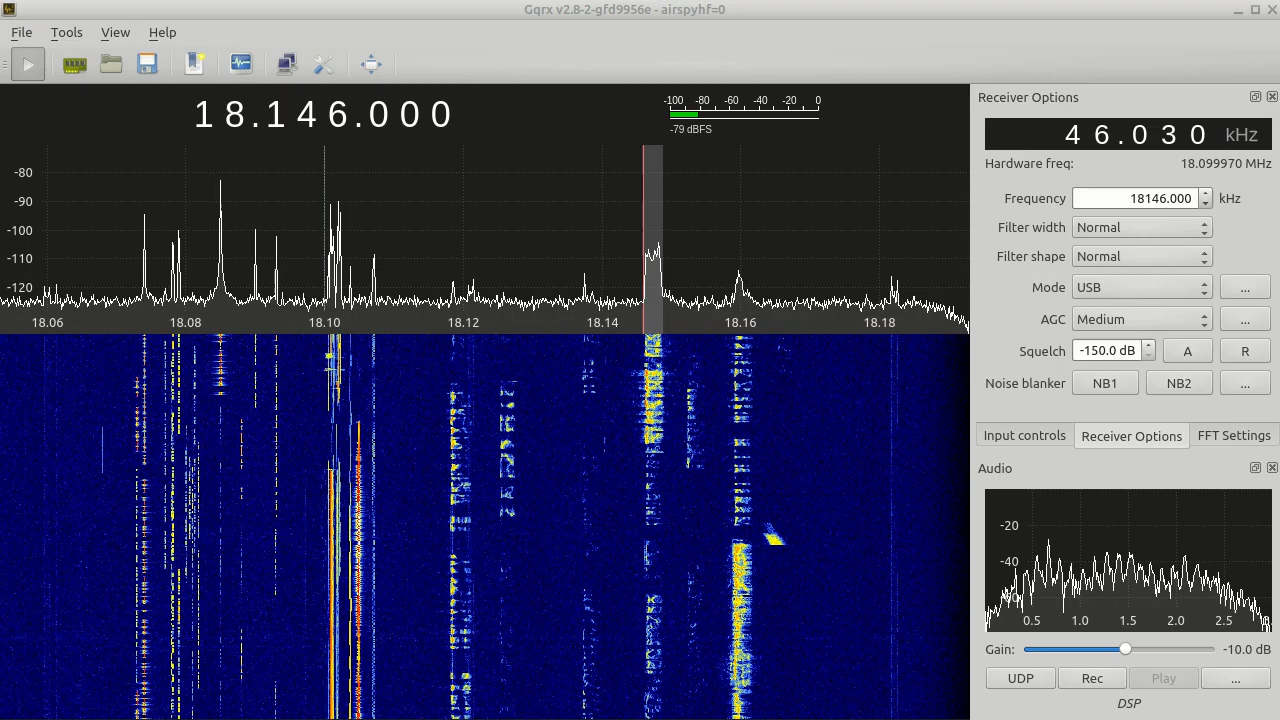 Gqrx v2.8-2-gfd9956e - airspyhf=0
File Tools View Help
18.146.000
-100 -80 -60 -40 -20 0
-79 dBFS
-80
-90
-100
-110
-120
18.06 18.08 18.10 18.12 18.14 18.16 18.18
Receiver Options
46.030 kHz
Hardware freq: 18.099970 MHz
Frequency 18146.000 kHz
Filter width Normal
Filter shape Normal
Mode USB ...
AGC Medium ...
Squelch -150.0 dB A R
Noise blanker NB1 NB2 ...
Input controls Receiver Options FFT Settings
Audio
-20
-40
0.5 1.0 1.5 2.0 2.5
Gain: -10.0 dB
UDP Rec Play ...
DSP